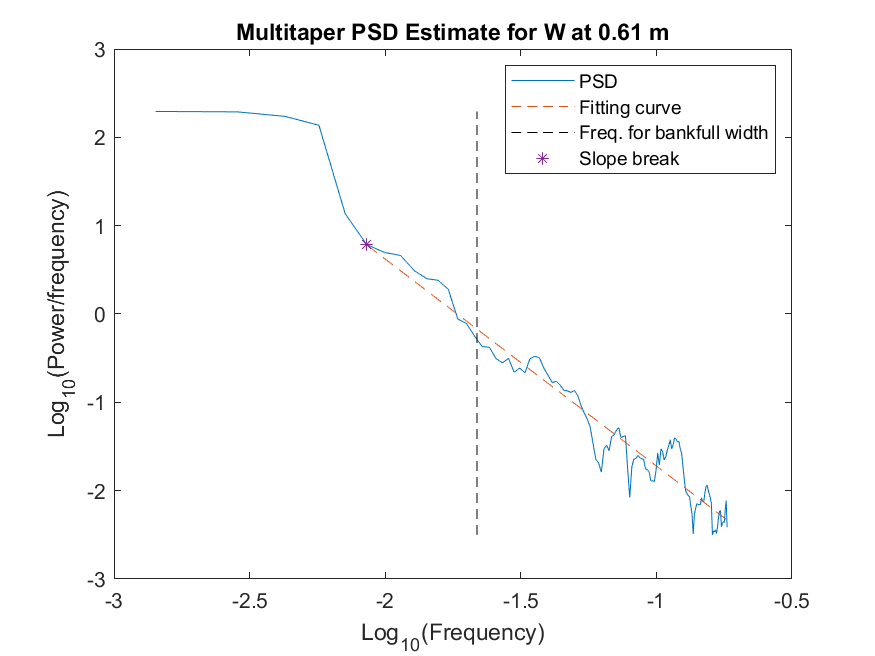 Multitaper PSD Estimate for W at 0.61 m
3
2
1
0
-1
-2
-3
Log10(Power/frequency)
PSD
Fitting curve
Freq. for bankfull width
Slope break
-3 -2.5 -2 -1.5 -1 -0.5
Log10(Frequency)